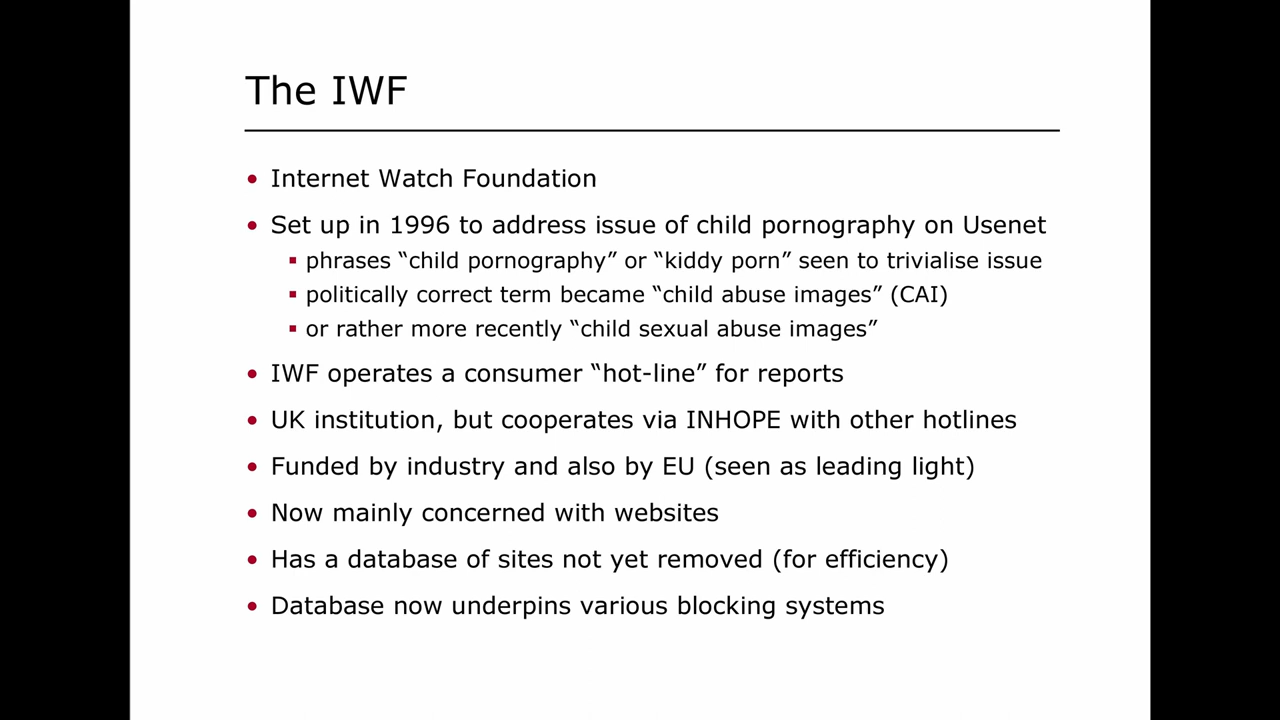 The IWF
• Internet Watch Foundation
• Set up in 1996 to address issue of child pornography on Usenet
▪ phrases “child pornography” or “kiddy porn” seen to trivialise issue
▪ politically correct term became “child abuse images” (CAI)
▪ or rather more recently “child sexual abuse images”
• IWF operates a consumer “hot-line” for reports
• UK institution, but cooperates via INHOPE with other hotlines
• Funded by industry and also by EU (seen as leading light)
• Now mainly concerned with websites
• Has a database of sites not yet removed (for efficiency)
• Database now underpins various blocking systems